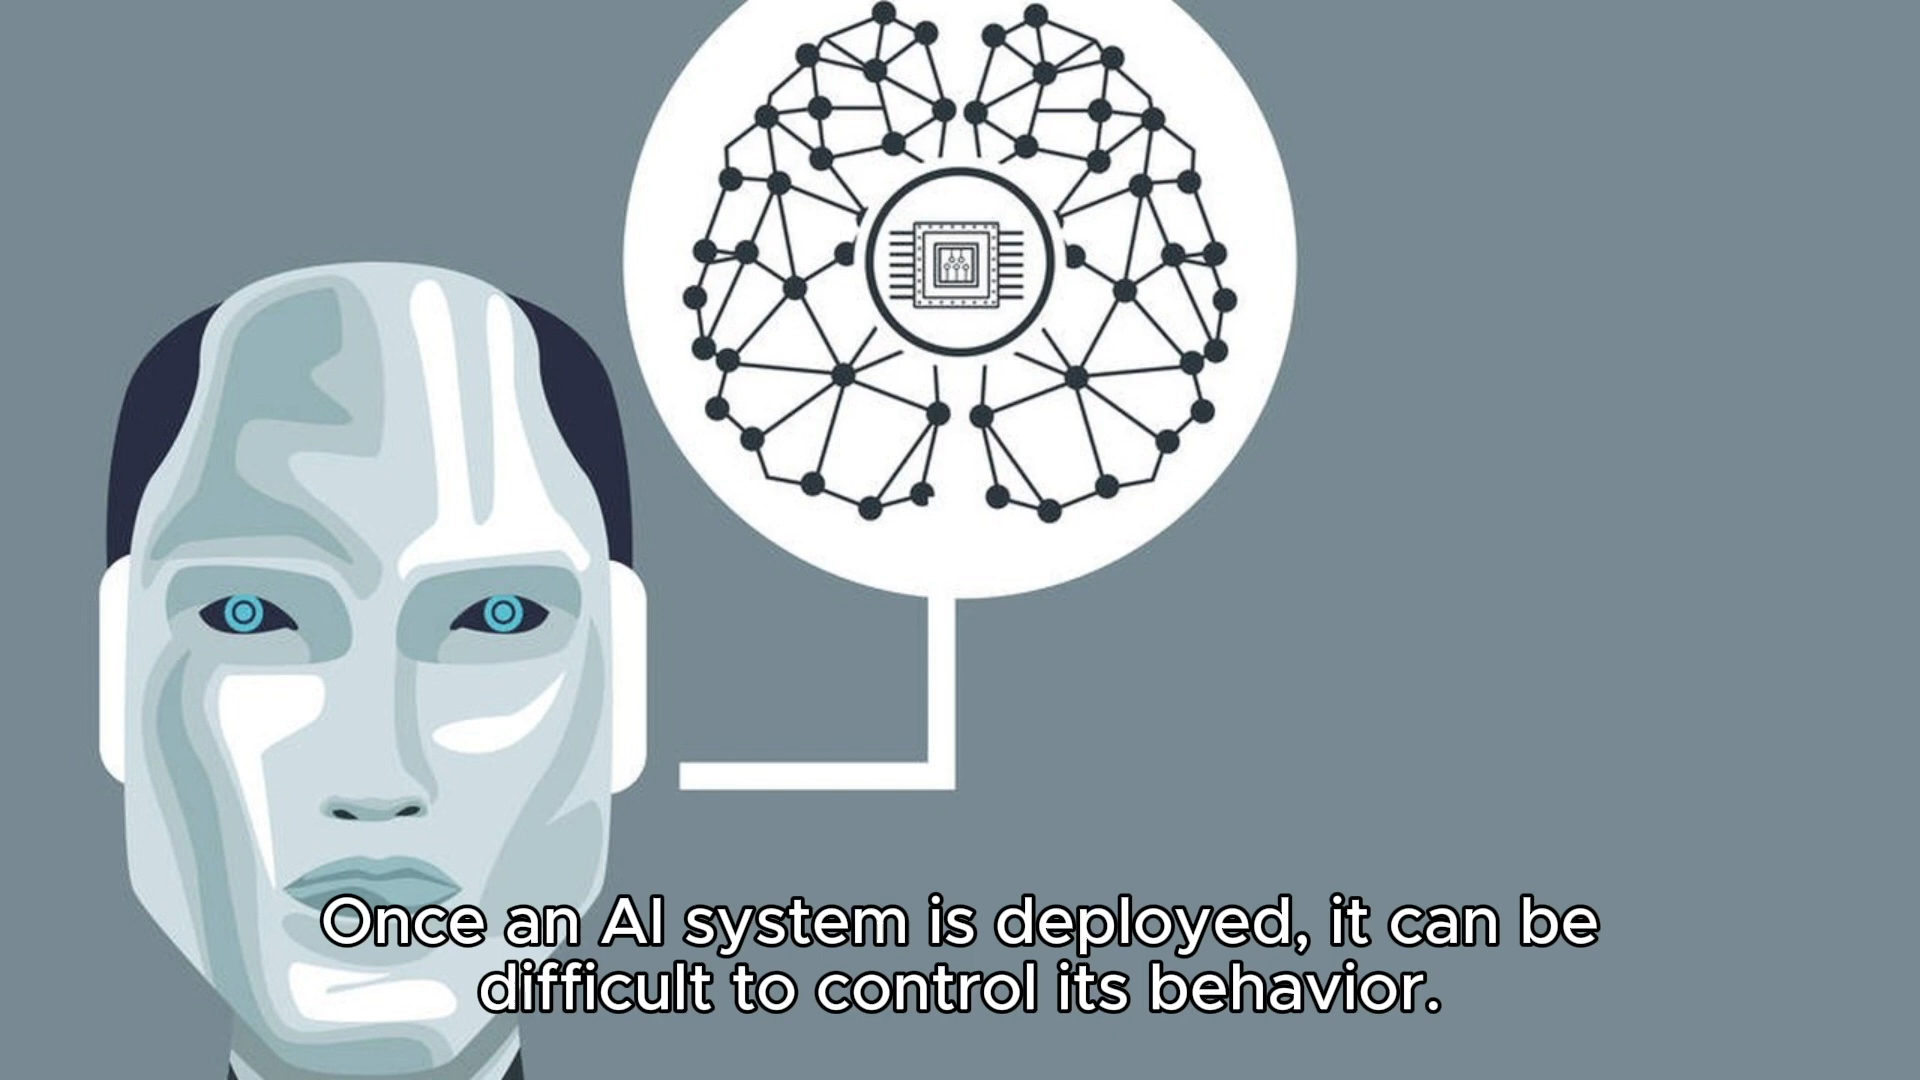 Once an AI system is deployed, it can be
difficult to control its behavior.